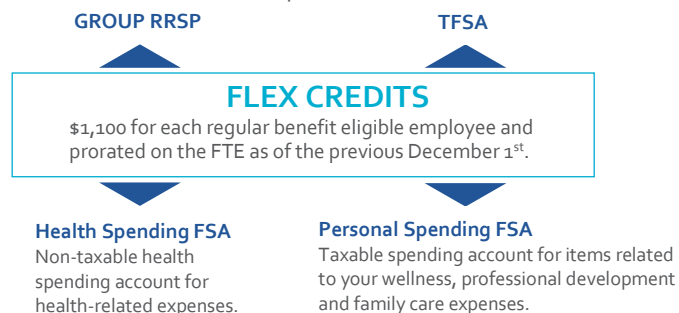 GROUP RRSP
TFSA
FLEX CREDITS
$1,100 for each regular benefit eligible employee and
prorated on the FTE as of the previous December 1st.
Health Spending FSA
Non-taxable health
spending account for
health-related expenses.
Personal Spending FSA
Taxable spending account for items related
to your wellness, professional development
and family care expenses.